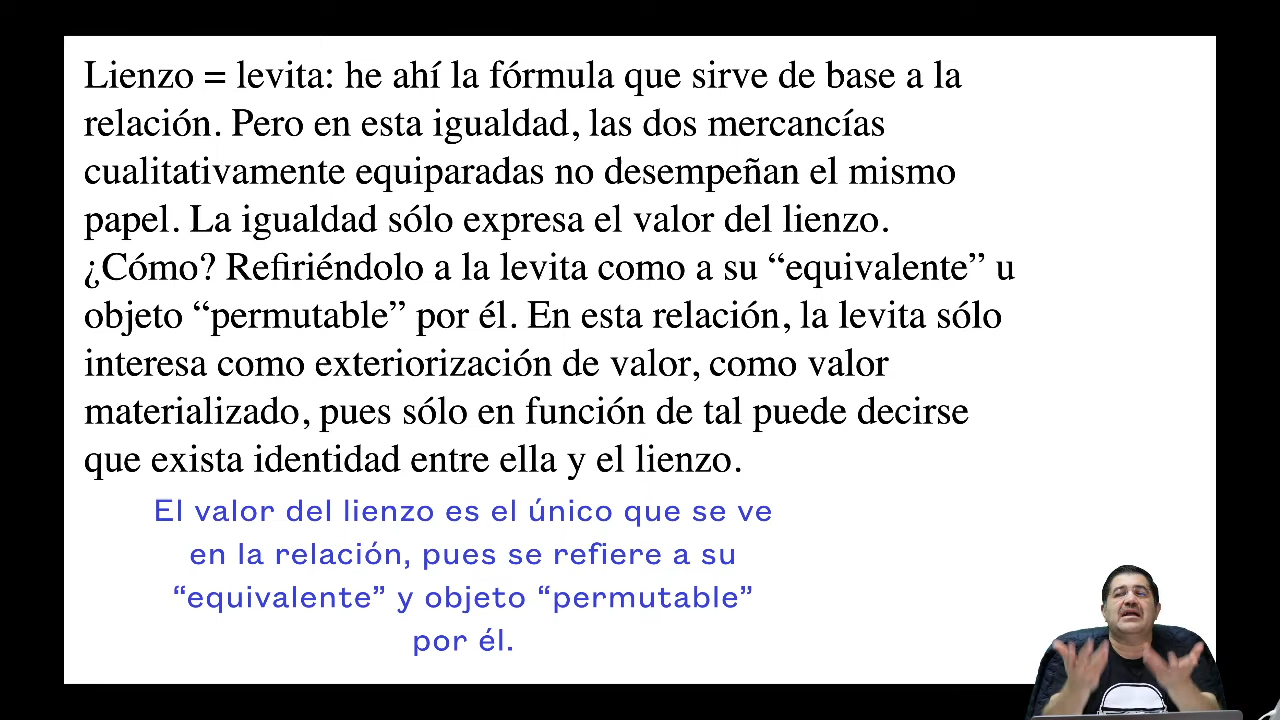 Lienzo = levita: he ahí la fórmula que sirve de base a la
relación. Pero en esta igualdad, las dos mercancías
cualitativamente equiparadas no desempeñan el mismo
papel. La igualdad sólo expresa el valor del lienzo.
¿Cómo? Refiriéndolo a la levita como a su “equivalente” u
objeto “permutable” por él. En esta relación, la levita sólo
interesa como exteriorización de valor, como valor
materializado, pues sólo en función de tal puede decirse
que exista identidad entre ella y el lienzo.
El valor del lienzo es el único que se ve
en la relación, pues se refiere a su
“equivalente” y objeto “permutable”
por él.